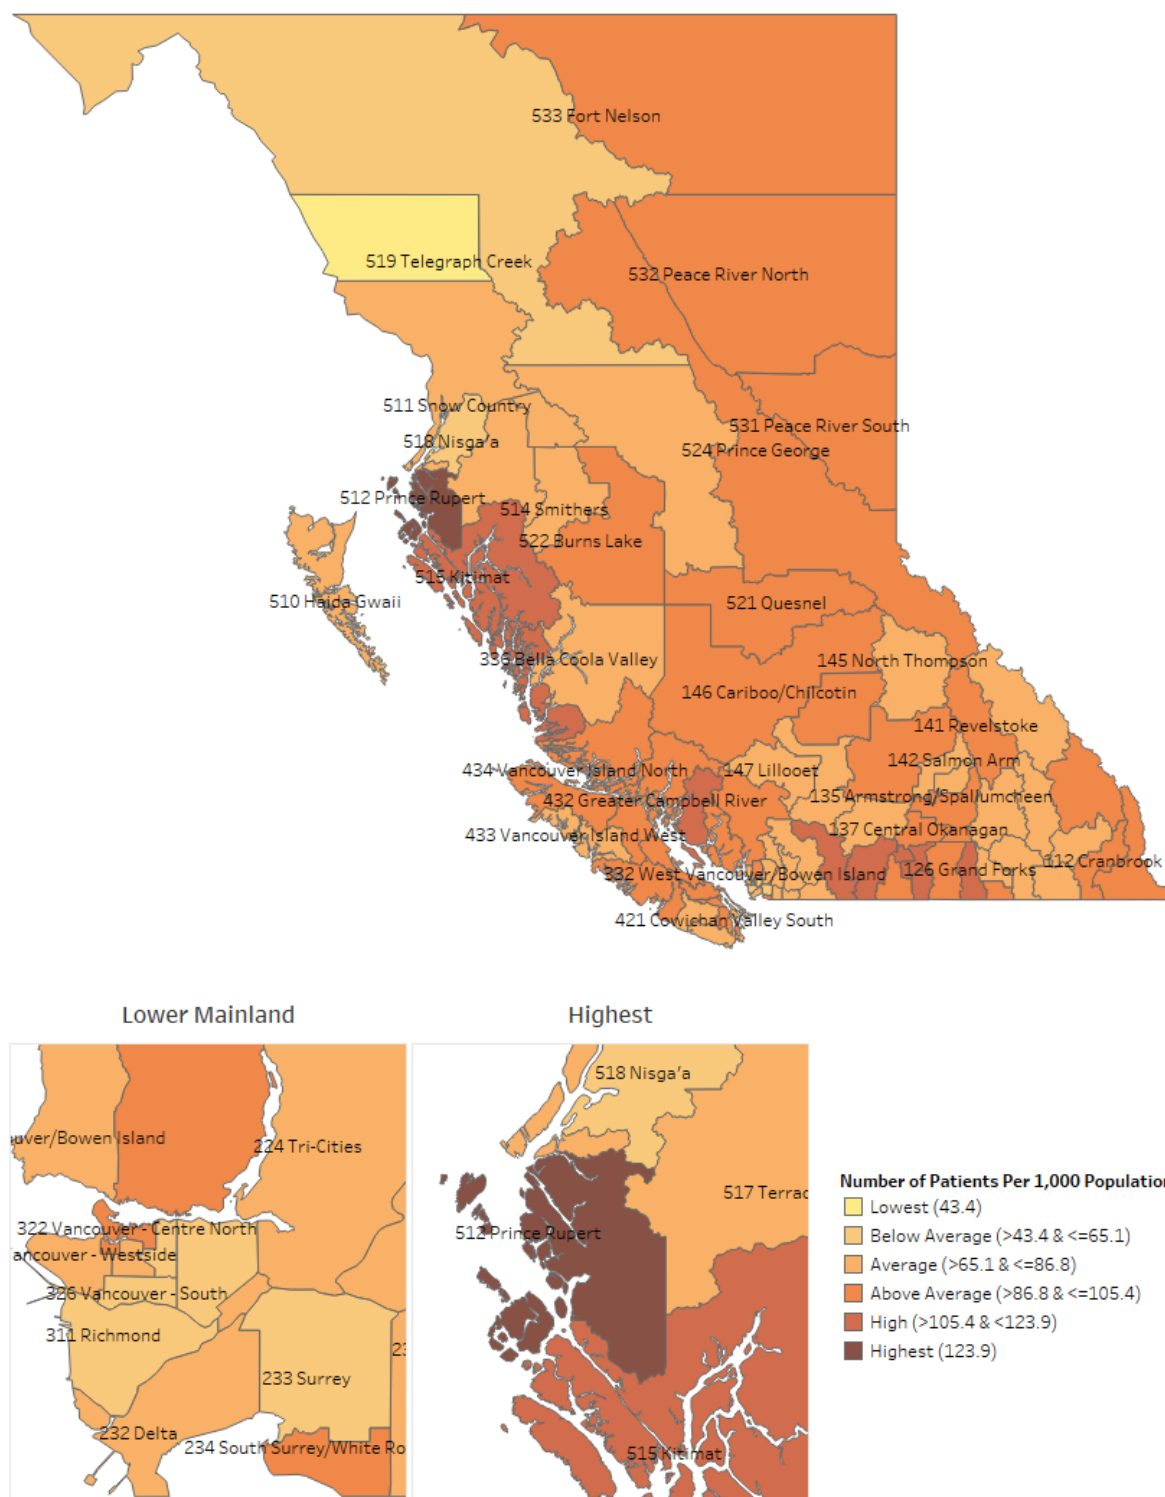 533 Fort Nelson
519 Telegraph Creek
532 Peace River North
511 Snow Country
531 Peace River South
518 Nisga'a
524 Prince George
512 Prince Rupert
514 Smithers
522 Burns Lake
515 Kitimat
510 Haida Gwaii
521 Quesnel
336 Bella Coola Valley
145 North Thompson
146 Cariboo/Chilcotin
141 Revelstoke
142 Salmon Arm
434 Vancouver Island North
147 Lillooet
432 Greater Campbell River
135 Armstrong/Spallumcheen
433 Vancouver Island West
137 Central Okanagan
112 Cranbrook
332 West Vancouver/Bowen Island
126 Grand Forks
421 Cowichan Valley South
Lower Mainland
Highest
uver/Bowen Island
224 Tri-Cities
322 Vancouver - Centre North
ancouver - Westside
326 Vancouver - South
311 Richmond
23
233 Surrey
232 Delta
234 South Surrey/White Ro
518 Nisga'a
517 Terrac
512 Prince Rupert
515 Kitimat
Number of Patients Per 1,000 Population
Lowest (43.4)
Below Average (>43.4 & <=65.1)
Average (>65.1 & <=86.8)
Above Average (>86.8 & <=105.4)
High (>105.4 & <123.9)
Highest (123.9)